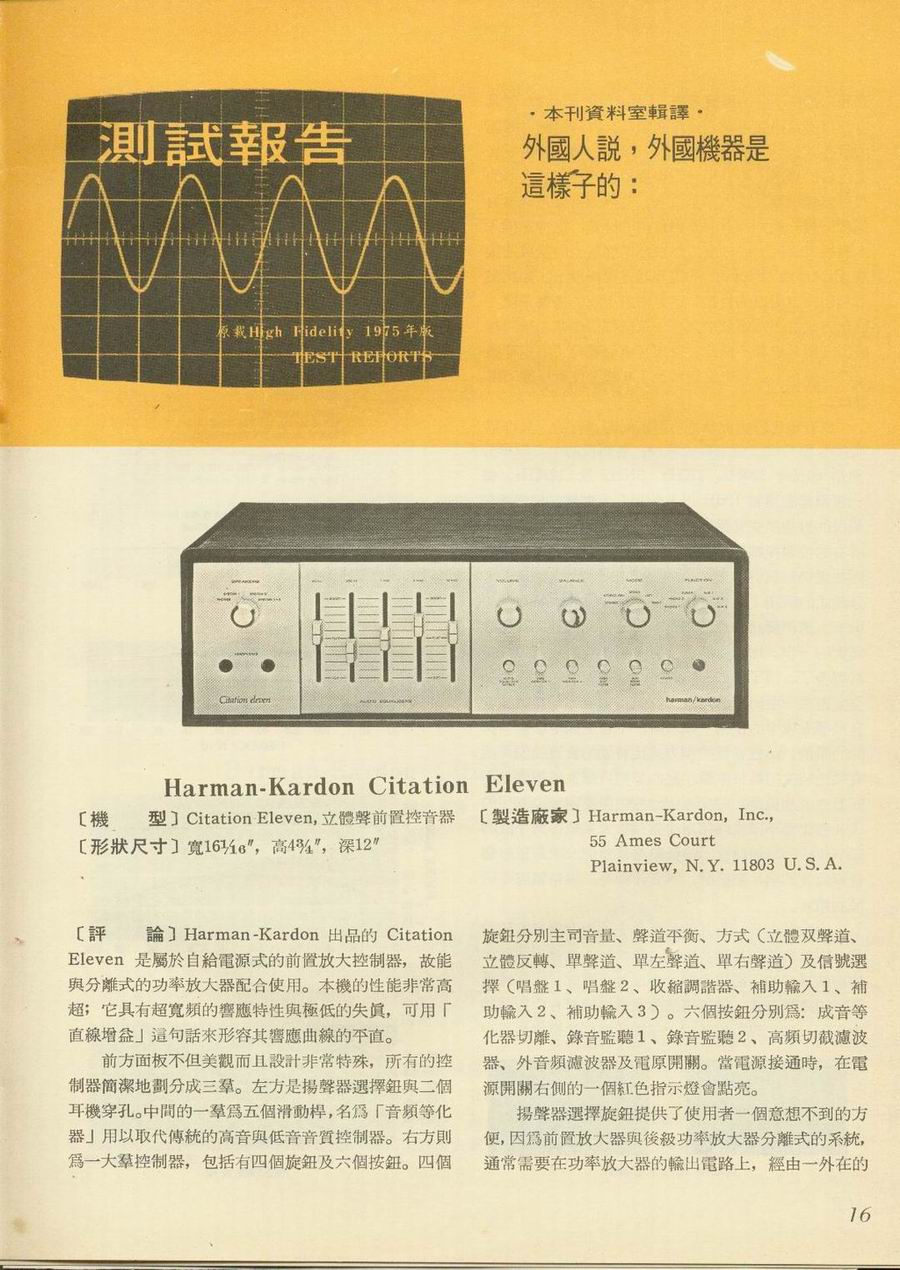 測試報告
原載High Fidelity 1975年版
TEST REPORTS
・本刊資料室輯譯・
外國人説，外國機器是
這樣子的：
SPEAKERS
VOLUME
BALANCE
MODE
FUNCTION
Citation eleven
AUDIO EQUALIZERS
harman/kardon
Harman-Kardon Citation Eleven
〔機　型〕Citation Eleven, 立體聲前置控音器
〔形狀尺寸〕寬16 1/16″，高4 3/4″，深12″
〔製造廠家〕Harman-Kardon, Inc.,
55 Ames Court
Plainview, N. Y. 11803 U. S. A.
〔評　論〕Harman-Kardon 出品的 Citation
Eleven 是屬於自給電源式的前置放大控制器，故能
與分離式的功率放大器配合使用。本機的性能非常高
超；它具有超寬頻的響應特性與極低的失眞，可用「
直線增益」這句話來形容其響應曲線的平直。
前方面板不但美觀而且設計非常特殊，所有的控
制器簡潔地劃分成三羣。左方是揚聲器選擇鈕與二個
耳機穿孔。中間的一羣爲五個滑動桿，名爲「音頻等化
器」用以取代傳統的高音與低音音質控制器。右方則
爲一大羣控制器，包括有四個旋鈕及六個按鈕。四個
旋鈕分別主司音量、聲道平衡、方式（立體双聲道、
立體反轉、單聲道、單左聲道、單右聲道）及信號選
擇（唱盤１、唱盤２、收縮調諧器、補助輸入１、補
助輸入２、補助輸入３）。六個按鈕分別爲：成音等
化器切離、錄音監聽１、錄音監聽２、高頻切截濾波
器、外音頻濾波器及電原開關。當電源接通時，在電
源開關右側的一個紅色指示燈會點亮。
揚聲器選擇旋鈕提供了使用者一個意想不到的方
便，因爲前置放大器與後級功率放大器分離式的系統，
通常需要在功率放大器的輸出電路上，經由一外在的
16